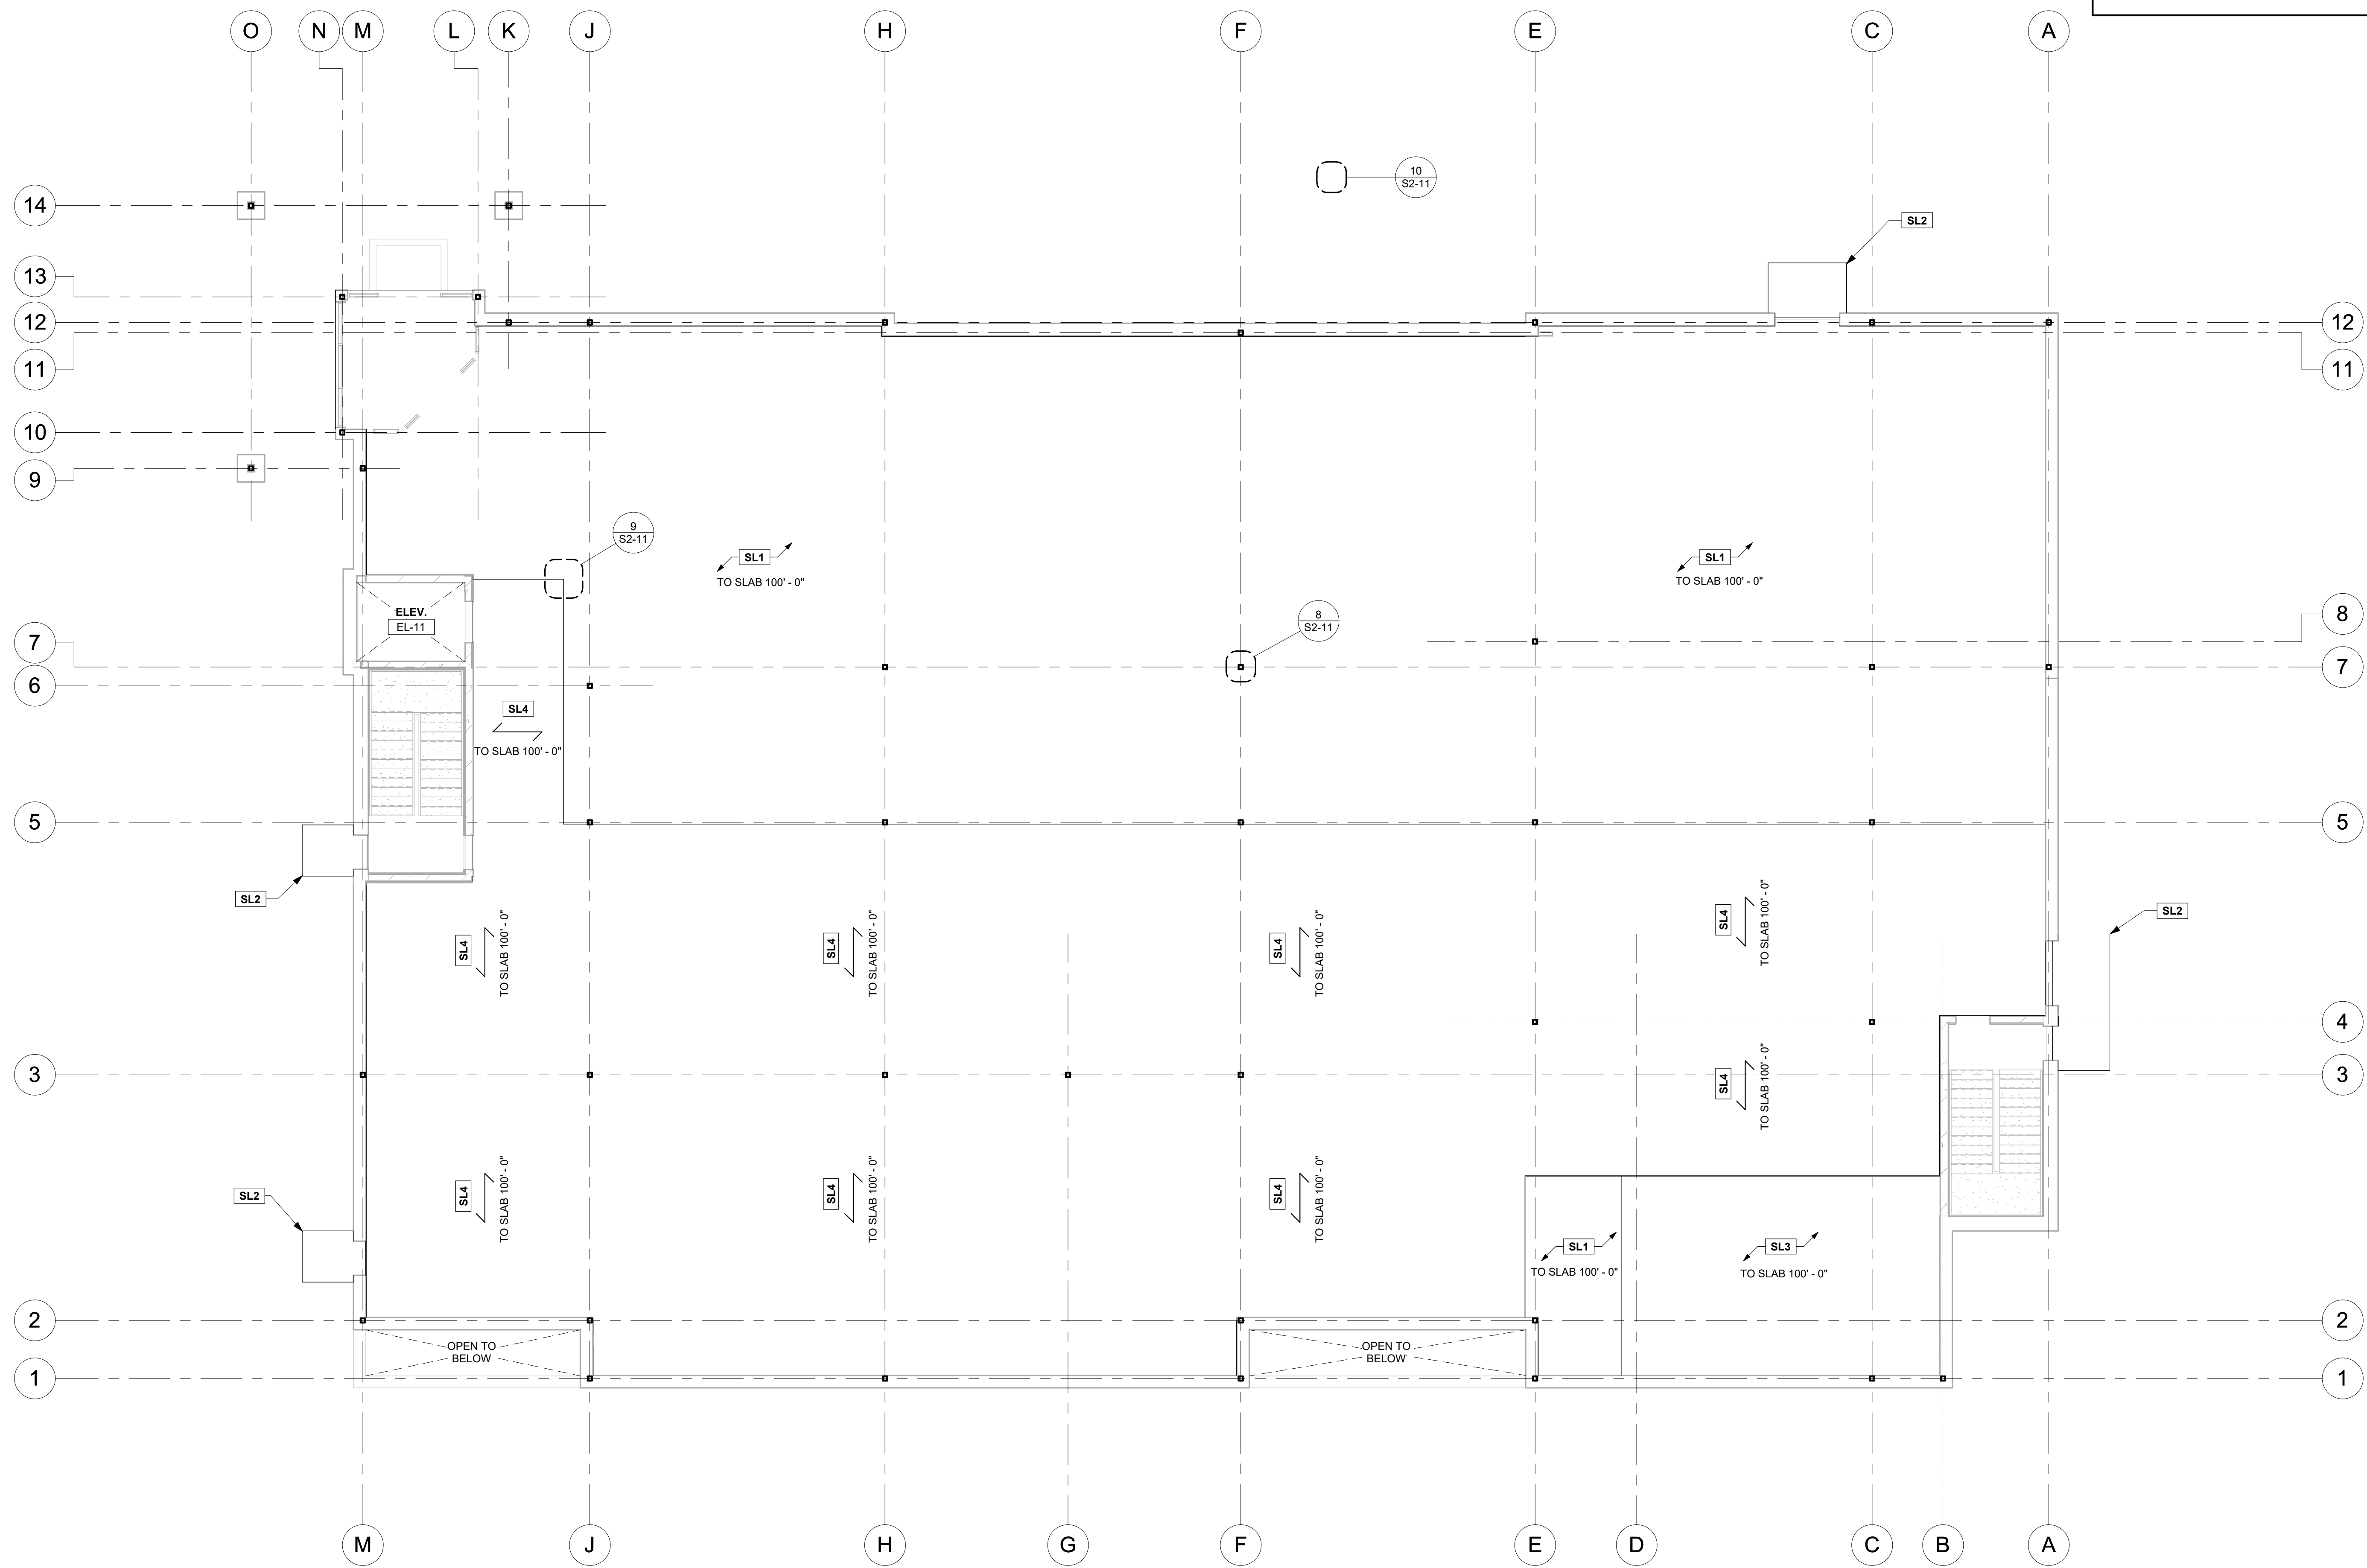 O
N
M
L
K
J
H
F
E
C
A
10
S2-11
14
SL2
13
12
12
11
11
10
9
9
S2-11
SL1
TO SLAB 100' - 0"
SL1
TO SLAB 100' - 0"
ELEV.
EL-11
8
S2-11
8
7
7
6
SL4
TO SLAB 100' - 0"
5
5
SL2
SL2
SL4
TO SLAB 100' - 0"
SL4
TO SLAB 100' - 0"
SL4
TO SLAB 100' - 0"
SL4
TO SLAB 100' - 0"
4
3
3
SL4
TO SLAB 100' - 0"
SL2
SL4
TO SLAB 100' - 0"
SL4
TO SLAB 100' - 0"
SL4
TO SLAB 100' - 0"
SL1
TO SLAB 100' - 0"
SL3
TO SLAB 100' - 0"
2
2
OPEN TO
BELOW
OPEN TO
BELOW
1
1
M
J
H
G
F
E
D
C
B
A